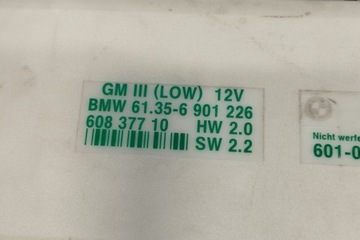 GM III (LOW) 12V
BMW 61.35-6 901 226
608 377 10 HW 2.0
SW 2.2
Nicht werfe
601-0